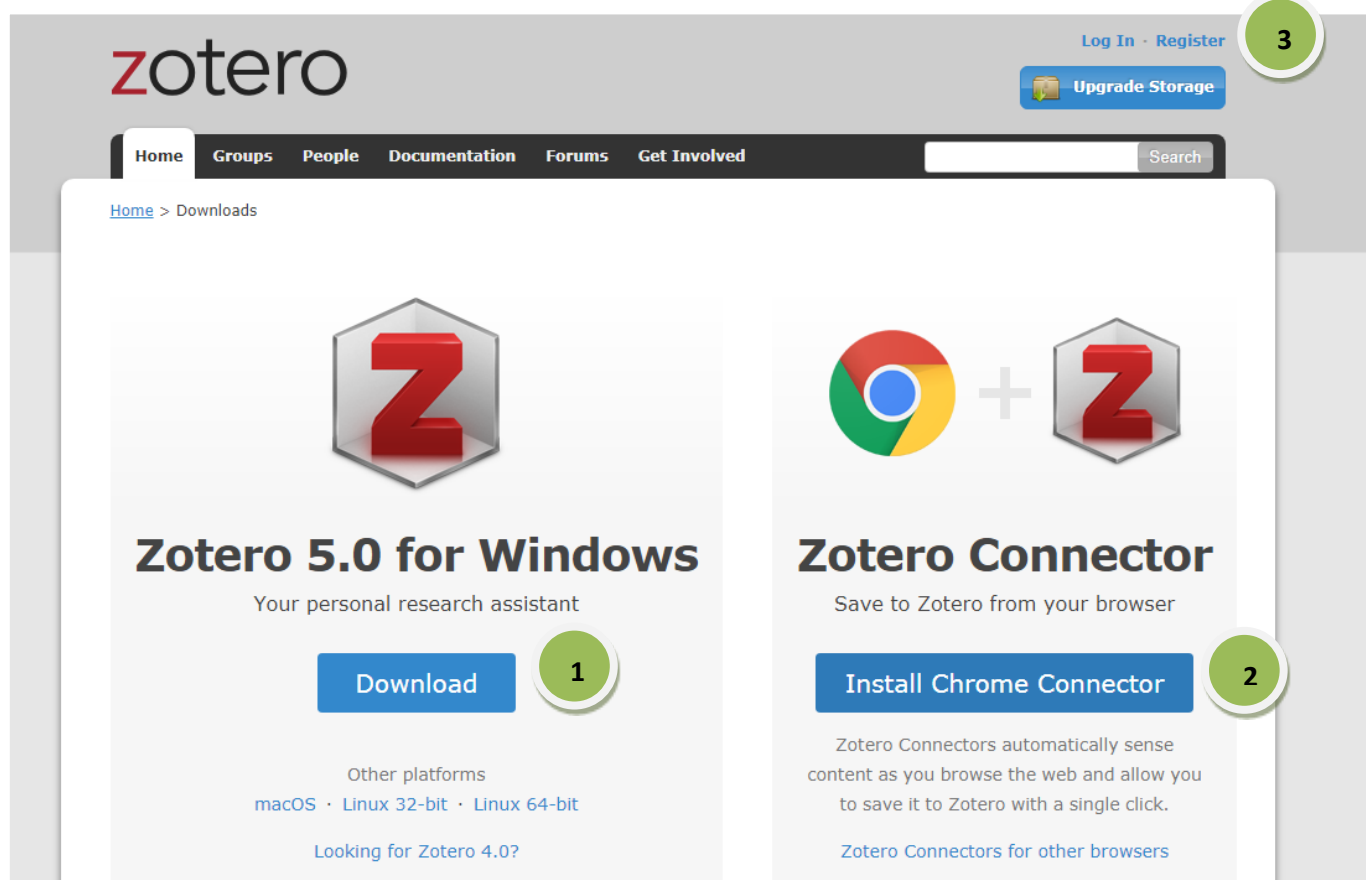 zotero
Log In · Register
3
Upgrade Storage
Home Groups People Documentation Forums Get Involved
Search
Home > Downloads
Z
Z
Zotero 5.0 for Windows
Your personal research assistant
Download
1
Other platforms
macOS · Linux 32-bit · Linux 64-bit
Looking for Zotero 4.0?
Zotero Connector
Save to Zotero from your browser
Install Chrome Connector
2
Zotero Connectors automatically sense
content as you browse the web and allow you
to save it to Zotero with a single click.
Zotero Connectors for other browsers